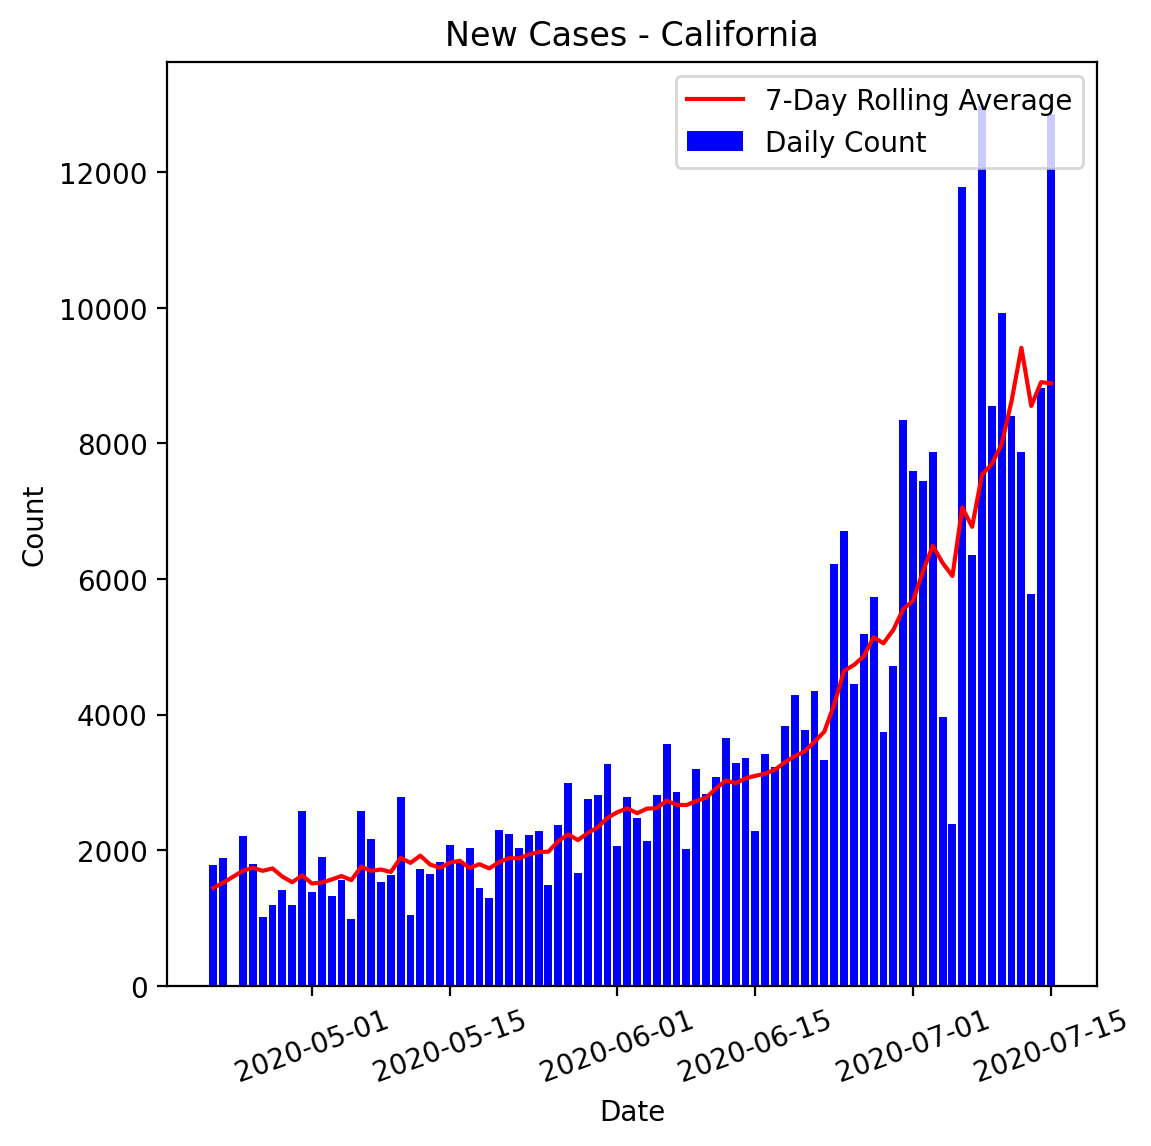 New Cases - California
7-Day Rolling Average
Daily Count
12000
10000
8000
6000
4000
2000
0
Count
2020-05-01
2020-05-15
2020-06-01
2020-06-15
2020-07-01
2020-07-15
Date